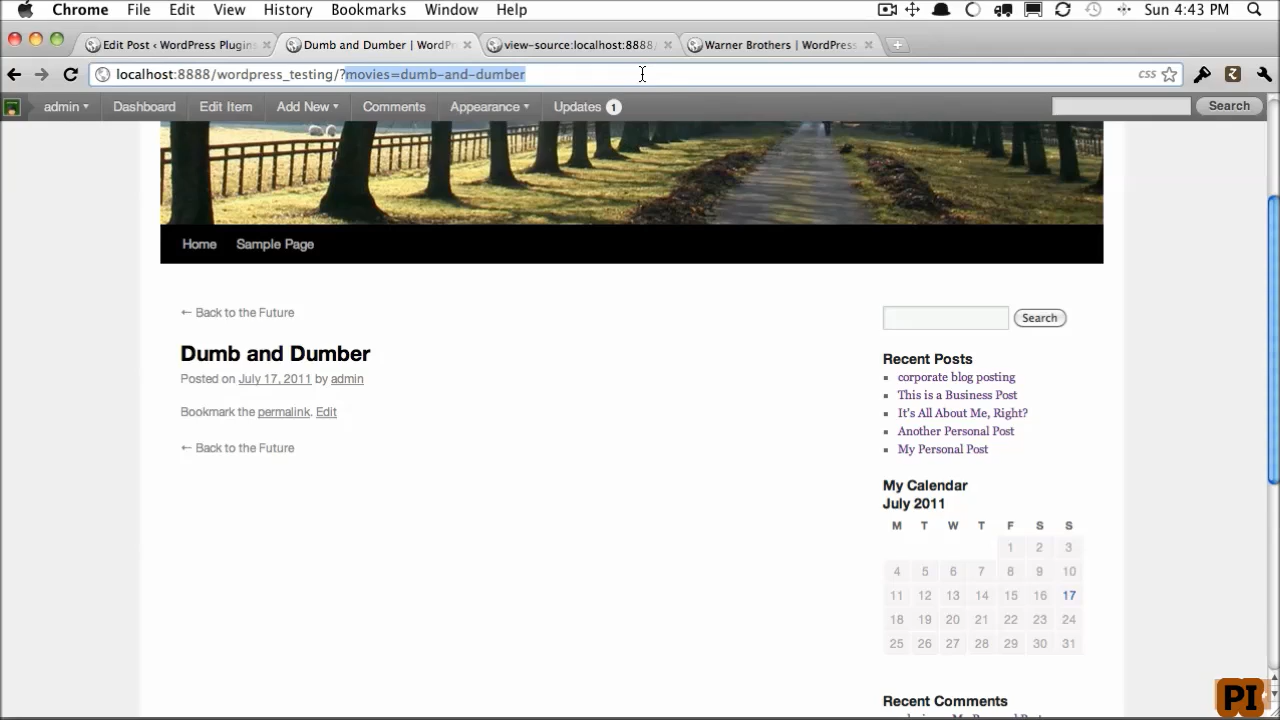 Chrome File Edit View History Bookmarks Window Help Sun 4:43 PM
Edit Post ‹ WordPress Plugin Dumb and Dumber | WordPr view-source:localhost:8888/ Warner Brothers | WordPress
localhost:8888/wordpress_testing/?movies=dumb-and-dumber CSS
admin Dashboard Edit Item Add New Comments Appearance Updates 1 Search
Home Sample Page
← Back to the Future
Dumb and Dumber
Posted on July 17, 2011 by admin
Bookmark the permalink. Edit
← Back to the Future
Search
Recent Posts
corporate blog posting
This is a Business Post
It's All About Me, Right?
Another Personal Post
My Personal Post
My Calendar
July 2011
M T W T F S S
1 2 3
4 5 6 7 8 9 10
11 12 13 14 15 16 17
18 19 20 21 22 23 24
25 26 27 28 29 30 31
Recent Comments
PI